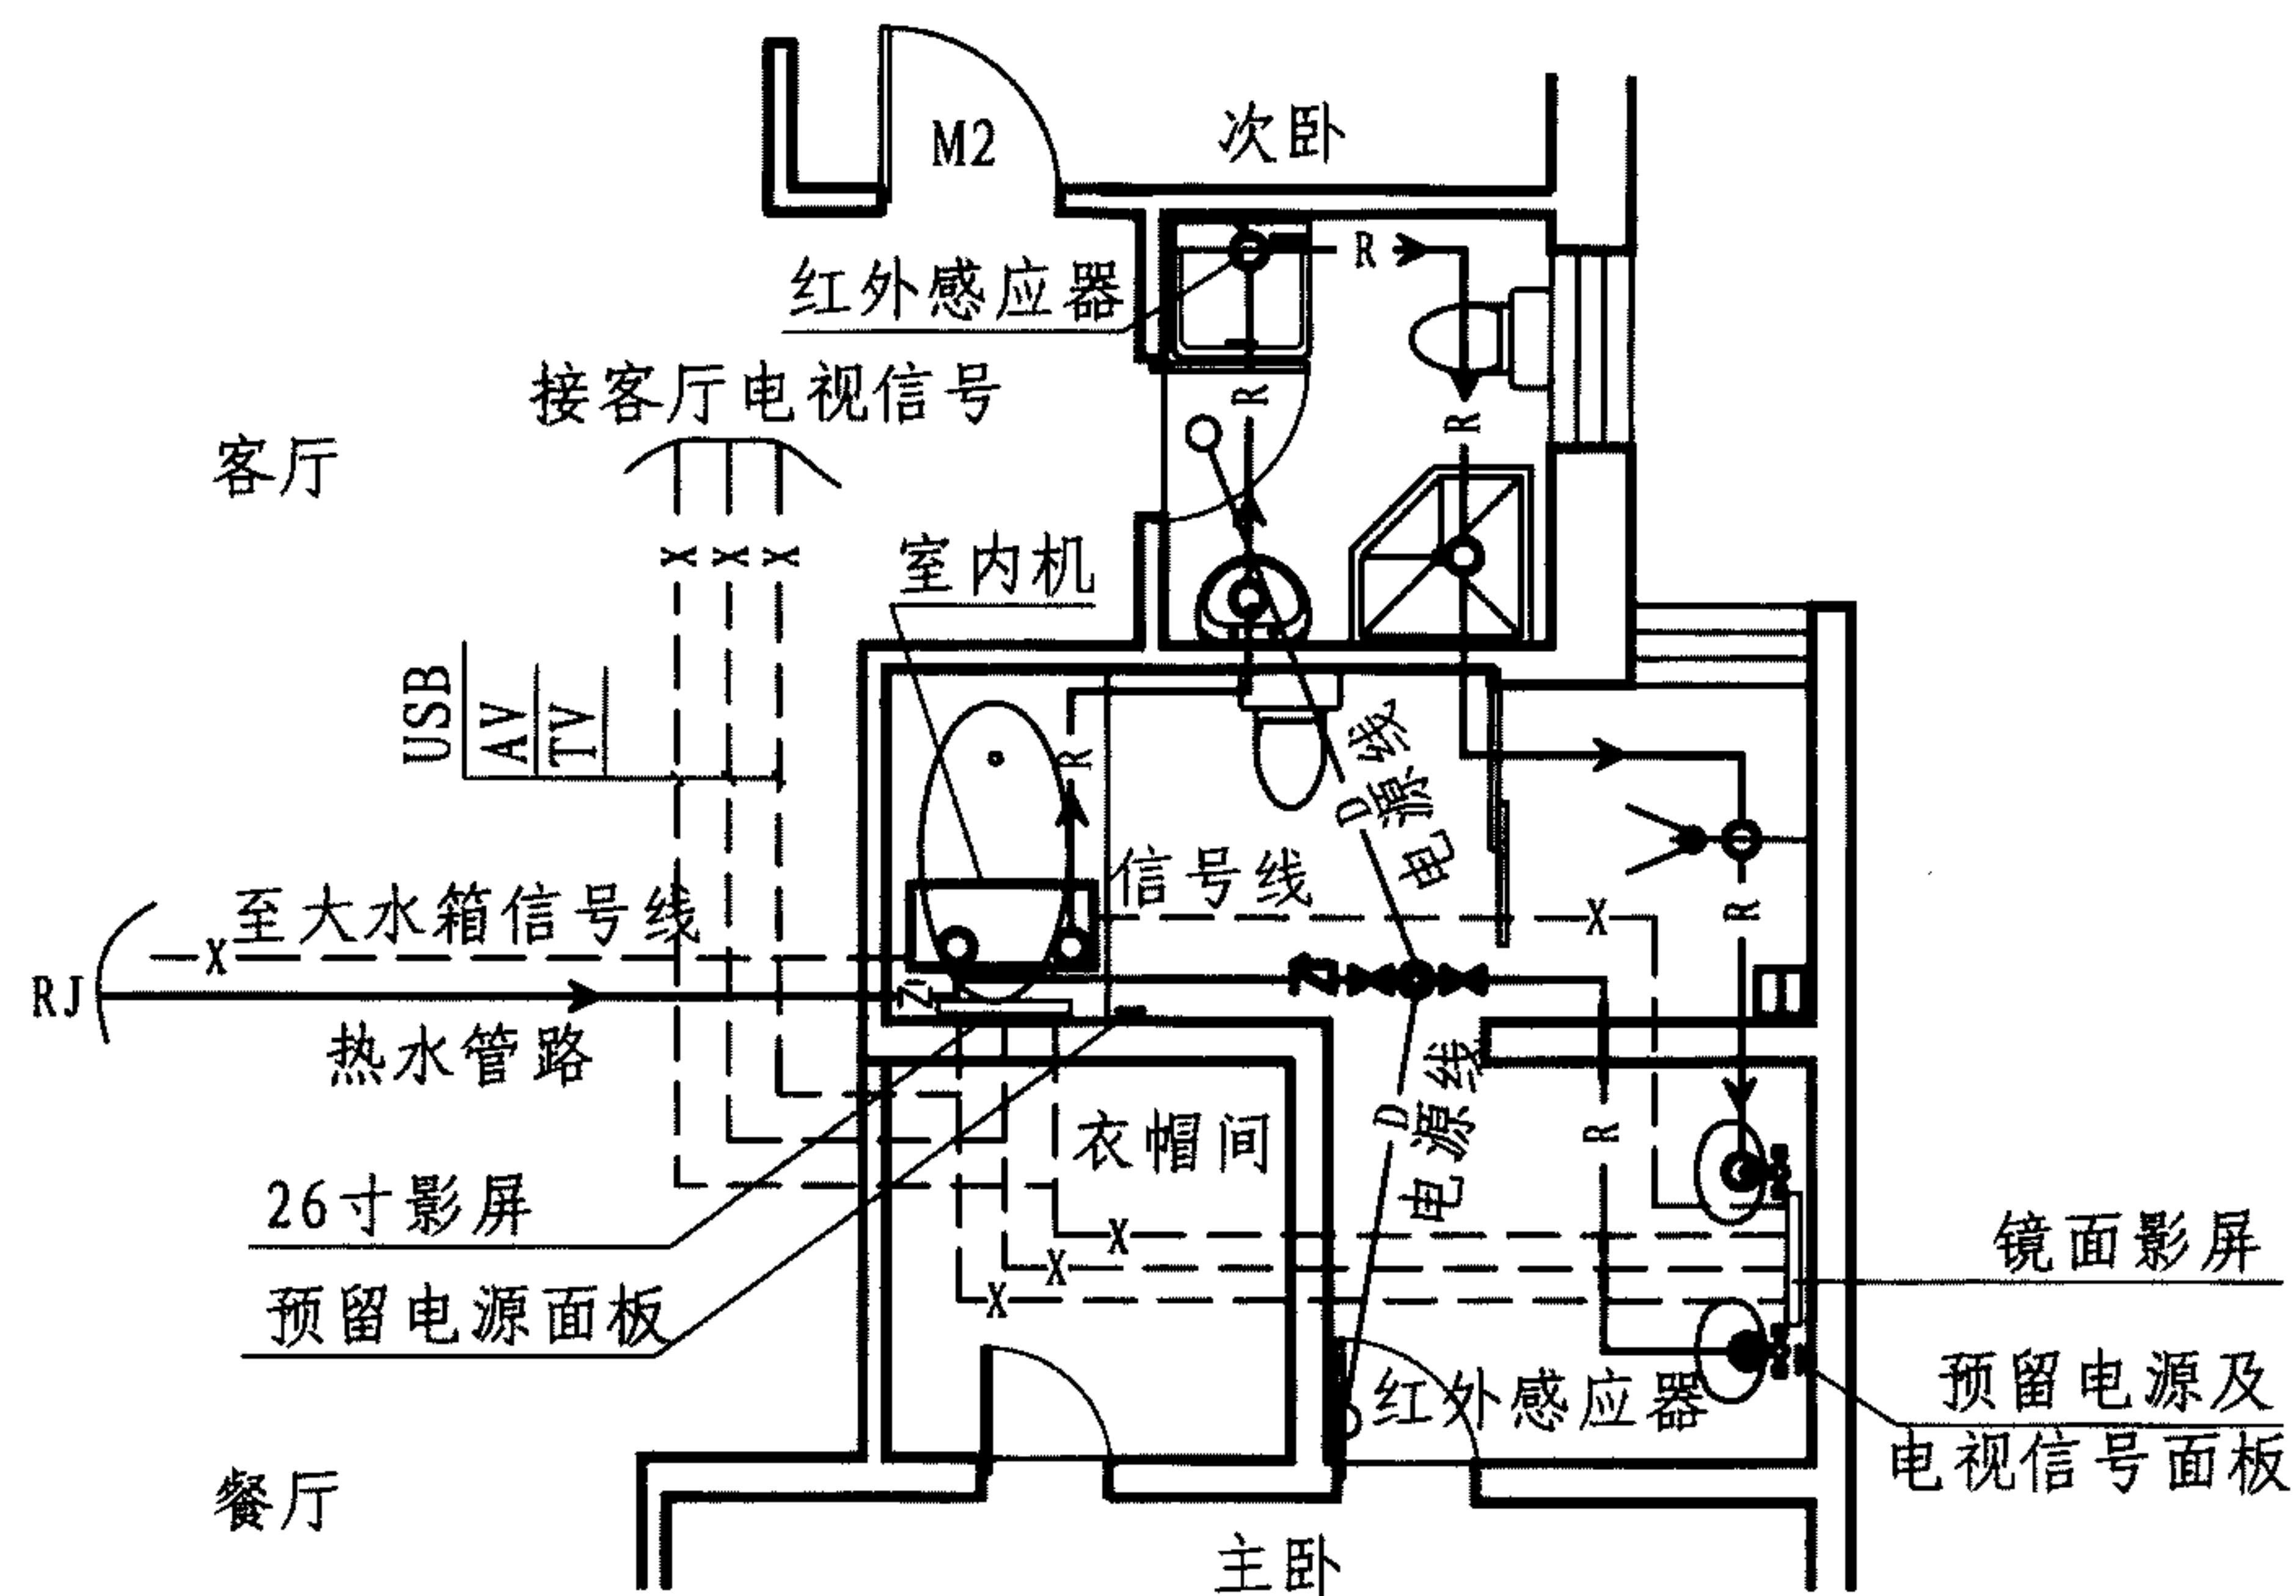 M2
次卧
R
红外感应器
接客厅电视信号
R
R
客厅
X X X
室内机
USB
AV
TV
R
D
电源线
信号线
X
R
至大水箱信号线
X
RJ
Z
热水管路
衣帽间
D
电源线
R
26寸影屏
X
X
X
预留电源面板
镜面影屏
红外感应器
预留电源及
电视信号面板
餐厅
主卧